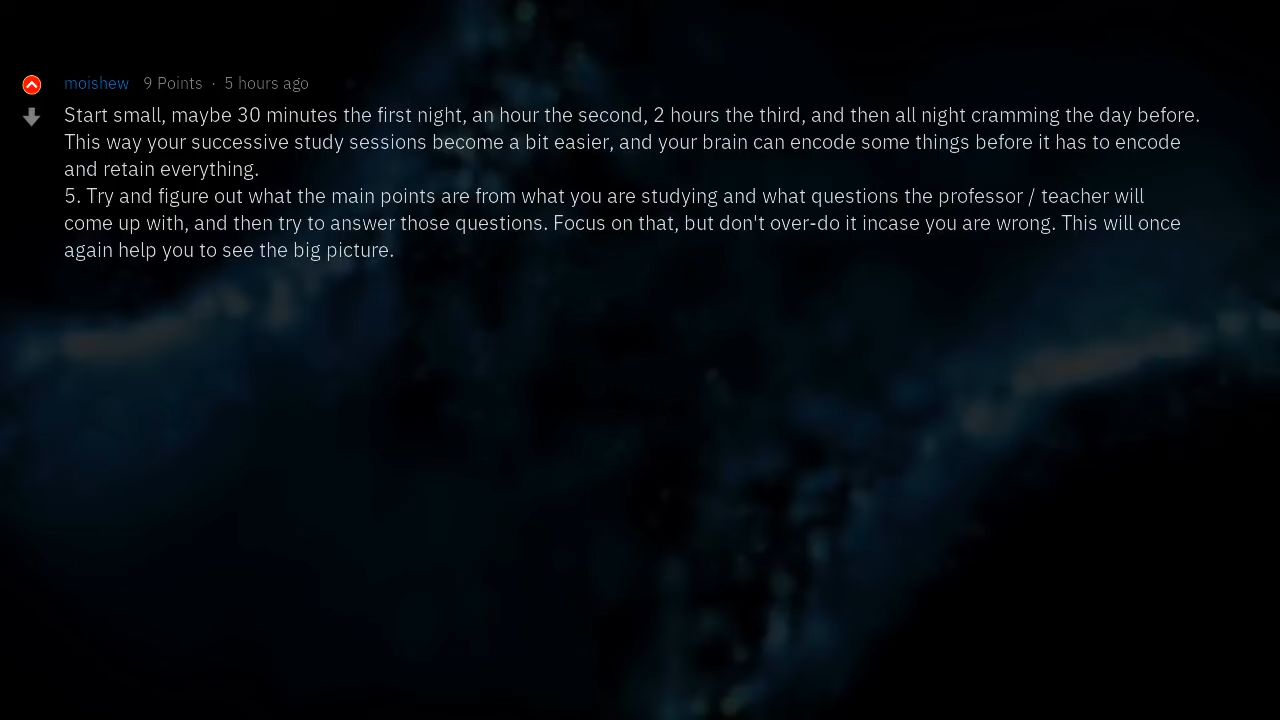 moishew 9 Points · 5 hours ago
Start small, maybe 30 minutes the first night, an hour the second, 2 hours the third, and then all night cramming the day before.
This way your successive study sessions become a bit easier, and your brain can encode some things before it has to encode
and retain everything.
5. Try and figure out what the main points are from what you are studying and what questions the professor / teacher will
come up with, and then try to answer those questions. Focus on that, but don't over-do it incase you are wrong. This will once
again help you to see the big picture.